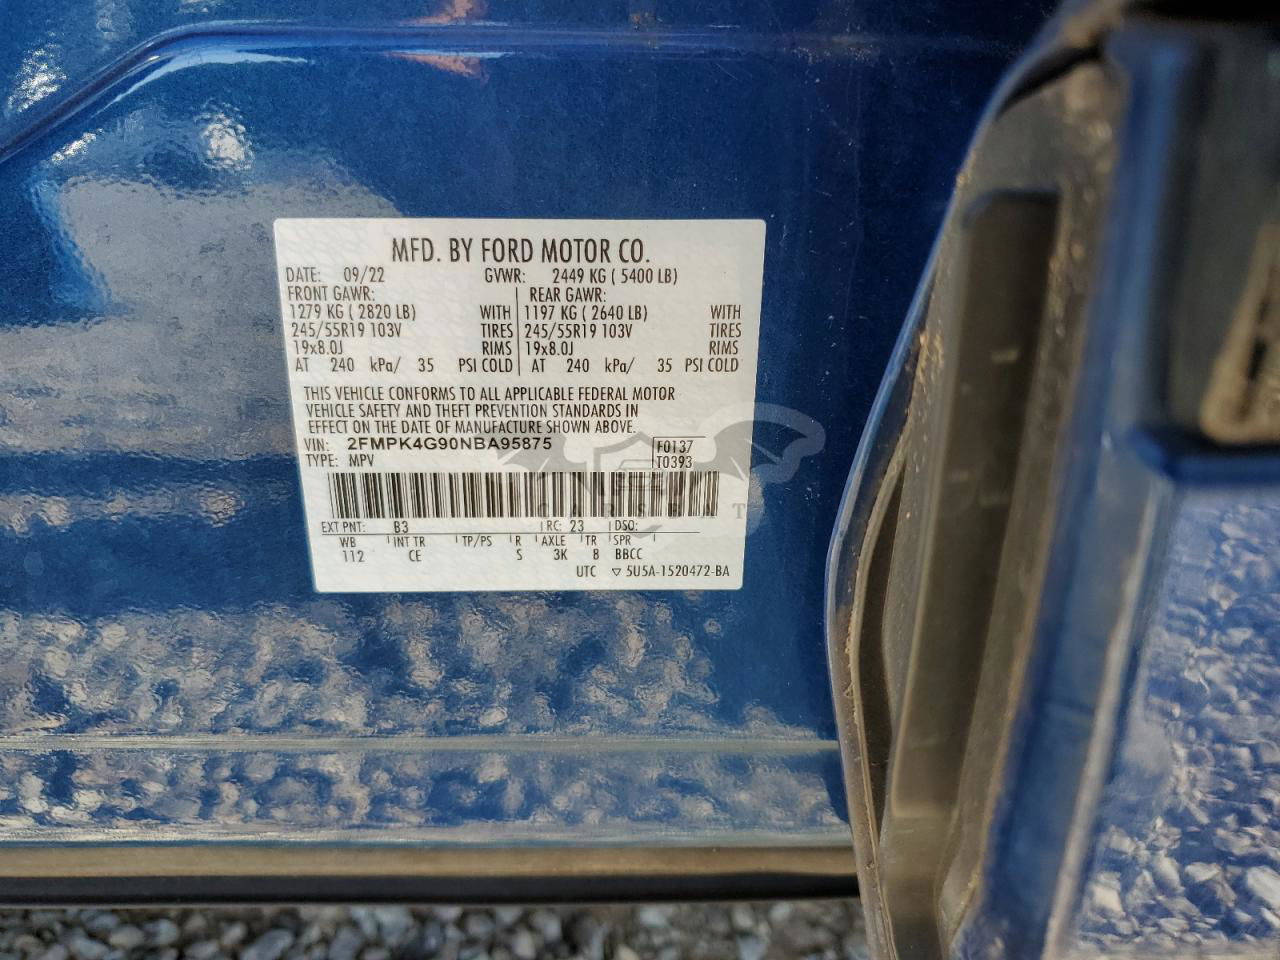 MFD. BY FORD MOTOR CO.
DATE: 09/22 GVWR: 2449 KG ( 5400 LB)
FRONT GAWR: REAR GAWR:
1279 KG ( 2820 LB) WITH 1197 KG ( 2640 LB) WITH
245/55R19 103V TIRES 245/55R19 103V TIRES
19x8.0J RIMS 19x8.0J RIMS
AT 240 kPa/ 35 PSI COLD AT 240 kPa/ 35 PSI COLD
THIS VEHICLE CONFORMS TO ALL APPLICABLE FEDERAL MOTOR
VEHICLE SAFETY AND THEFT PREVENTION STANDARDS IN
EFFECT ON THE DATE OF MANUFACTURE SHOWN ABOVE.
VIN: 2FMPK4G90NBA95875 F0137
TYPE: MPV T0393
EXT PNT: B3 RC: 23 DSO:
WB INT TR TP/PS R AXLE TR SPR
112 CE S 3K B BBCC
UTC ▽ 5U5A-1520472-BA